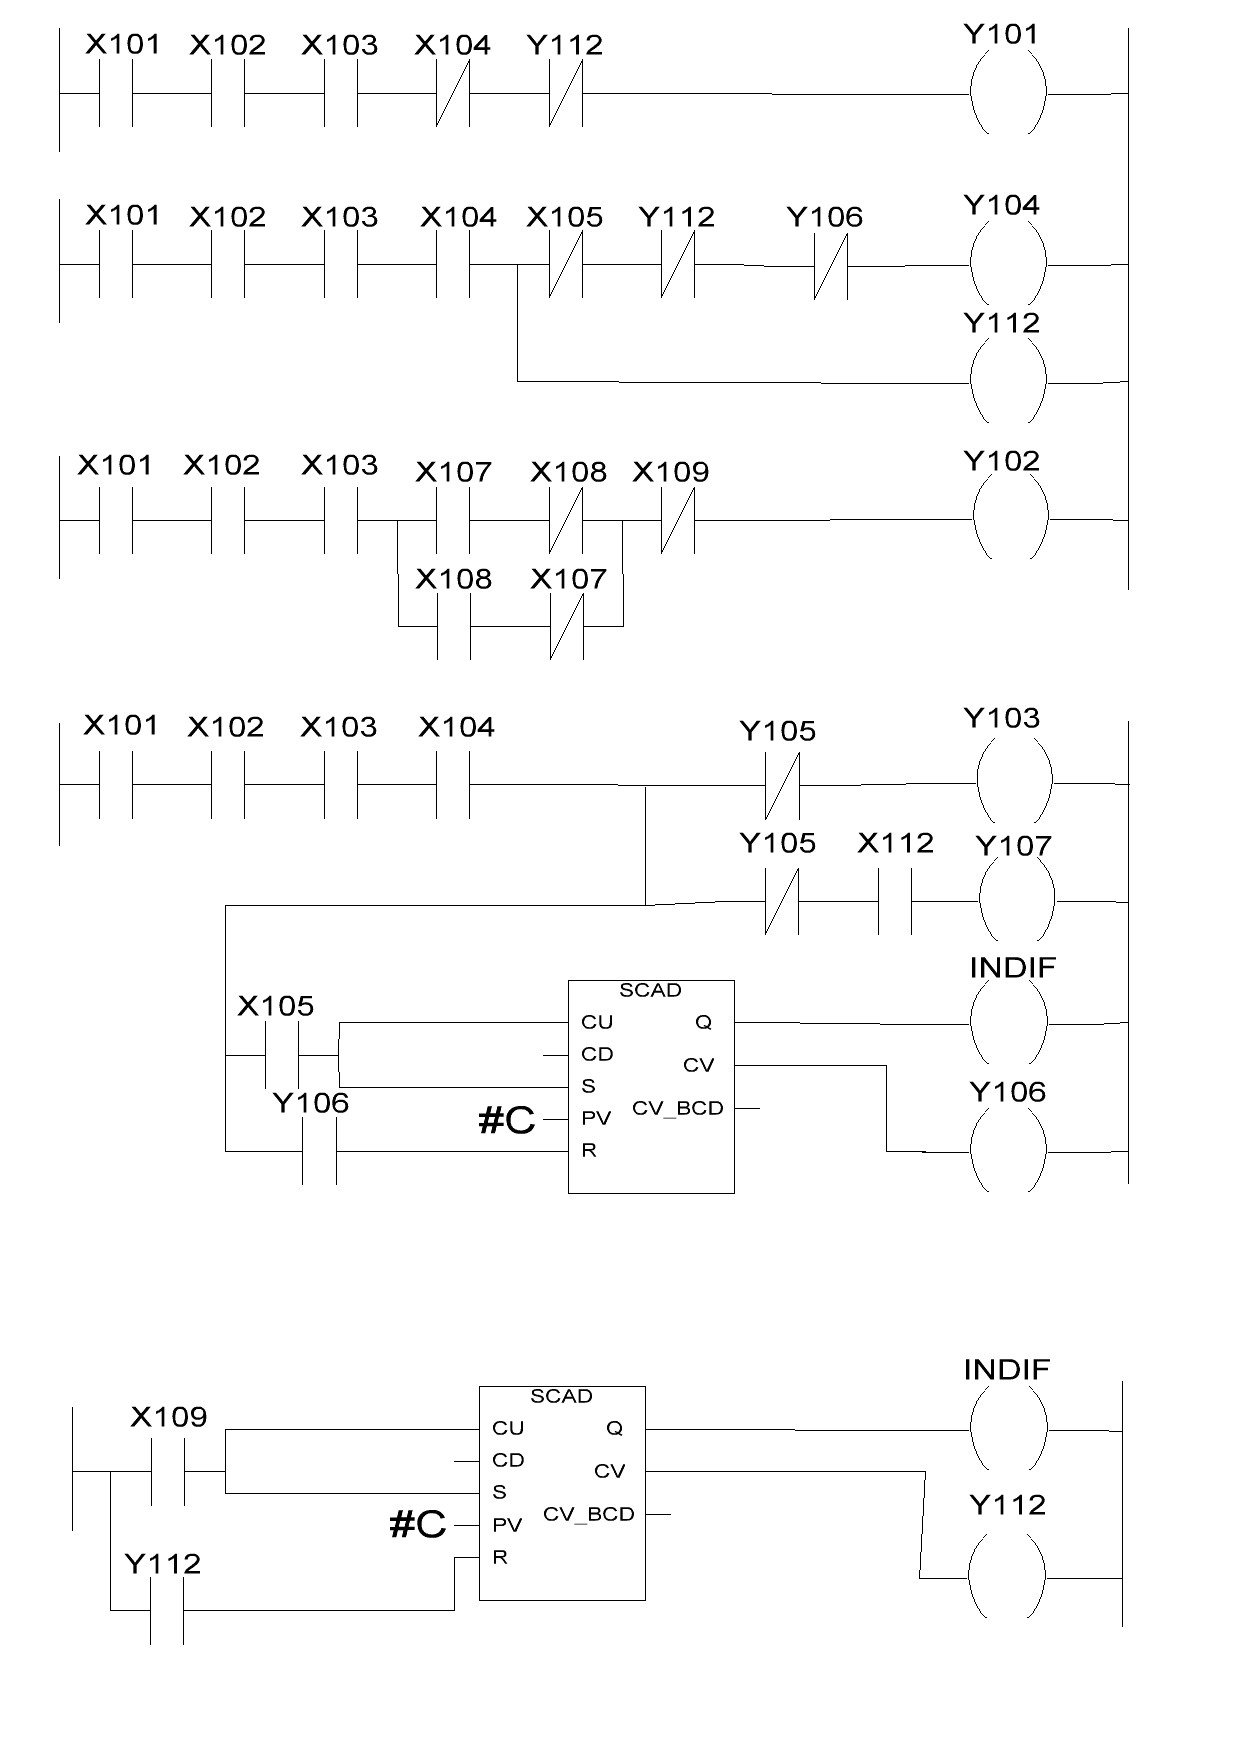 X101 X102 X103 X104 Y112 Y101
X101 X102 X103 X104 X105 Y112 Y106 Y104
Y112
X101 X102 X103 X107 X108 X109 Y102
X108 X107
X101 X102 X103 X104 Y105 Y103
Y105 X112 Y107
INDIF
SCAD
X105
CU Q
CD CV
S
Y106 Y106
#C PV CV_BCD
R
INDIF
SCAD
X109
CU Q
CD CV
S
Y112
#C PV CV_BCD
R
Y112